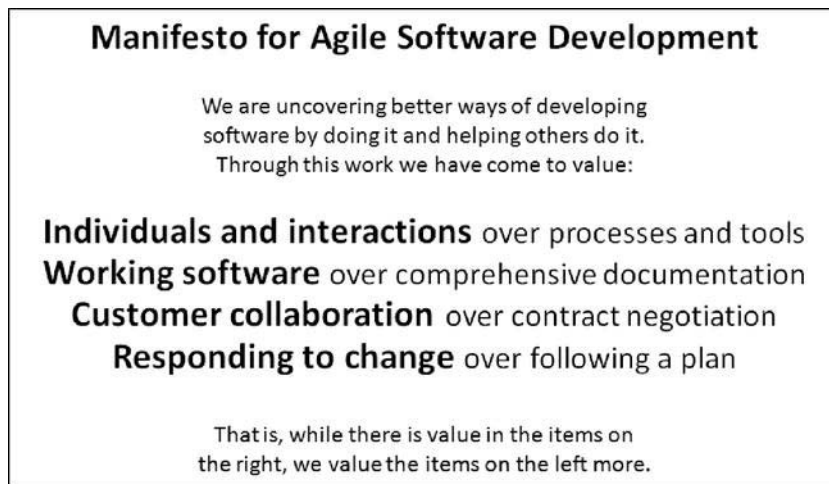 Manifesto for Agile Software Development
We are uncovering better ways of developing
software by doing it and helping others do it.
Through this work we have come to value:
Individuals and interactions over processes and tools
Working software over comprehensive documentation
Customer collaboration over contract negotiation
Responding to change over following a plan
That is, while there is value in the items on
the right, we value the items on the left more.